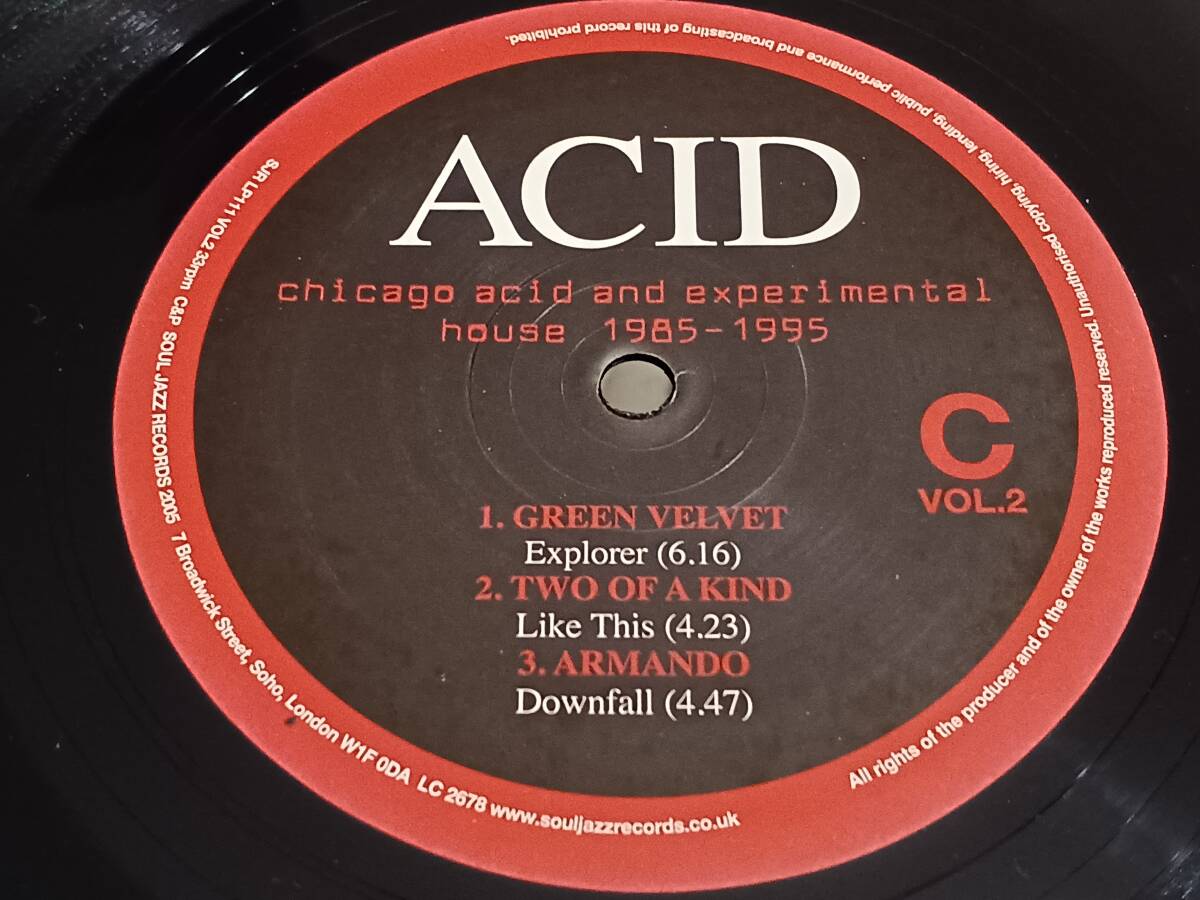 ACID
chicago acid and experimental
house 1985-1995
C
VOL.2
1. GREEN VELVET
Explorer (6.16)
2. TWO OF A KIND
Like This (4.23)
3. ARMANDO
Downfall (4.47)
SJR LP111 VOL2 33rpm C&P SOUL JAZZ RECORDS 2005 7 Broadwick Street, Soho, London W1F 0DA LC 2678 www.souljazzrecords.co.uk
All rights of the producer and of the owner of the works reproduced reserved. Unauthorised copying, hiring, lending, public performance and broadcasting of this record prohibited.